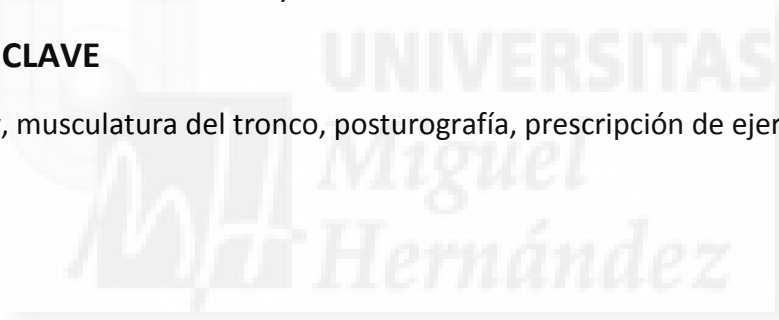 CLAVE
UNIVERSITAS
, musculatura del tronco, posturografía, prescripción de ejer
Miguel
Hernández